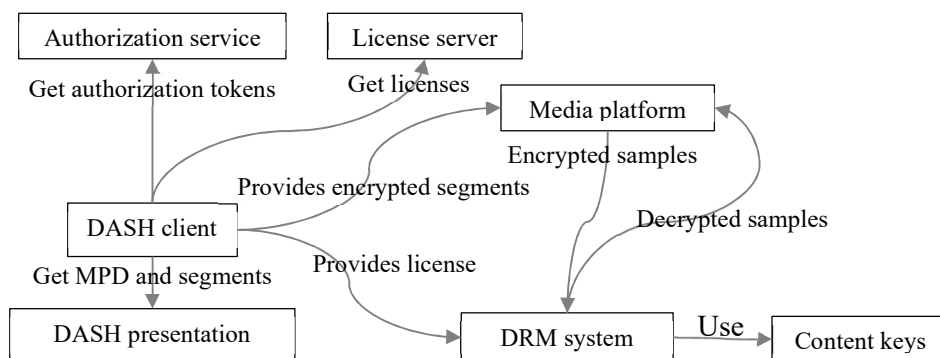 Authorization service
License server
Get authorization tokens
Get licenses
Media platform
Encrypted samples
Provides encrypted segments
DASH client
Decrypted samples
Get MPD and segments
Provides license
DASH presentation
DRM system
Use
Content keys